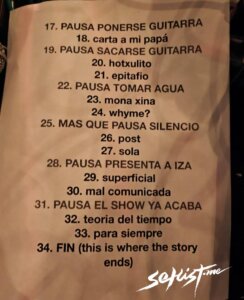 17. PAUSA PONERSE GUITARRA
18. carta a mi papá
19. PAUSA SACARSE GUITARRA
20. hotxulito
21. epitafio
22. PAUSA TOMAR AGUA
23. mona xina
24. whyme?
25. MAS QUE PAUSA SILENCIO
26. post
27. sola
28. PAUSA PRESENTA A IZA
29. superficial
30. mal comunicada
31. PAUSA EL SHOW YA ACABA
32. teoria del tiempo
33. para siempre
34. FIN (this is where the story
ends)
setlist.me